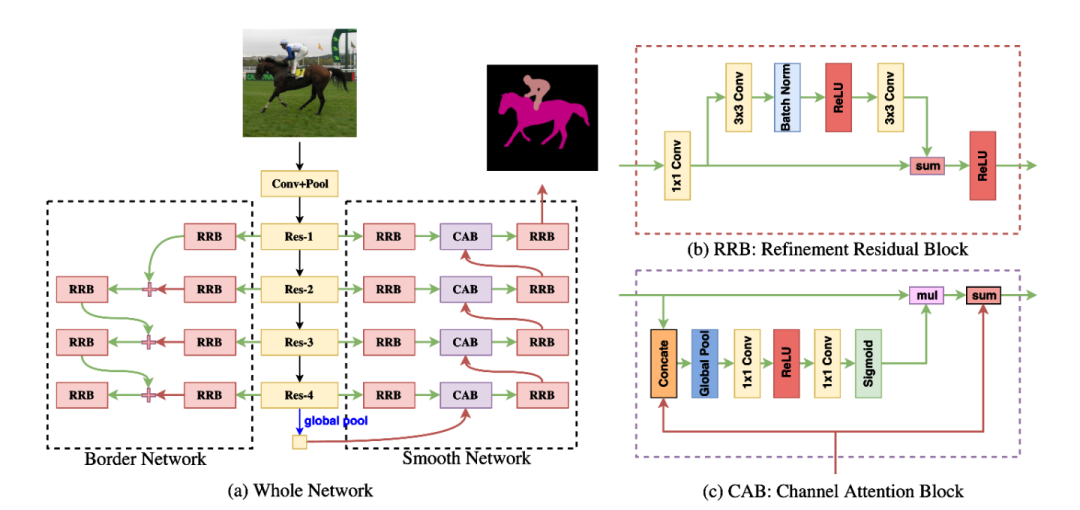 Conv+Pool
RRB Res-1 RRB CAB RRB
RRB RRB Res-2 RRB CAB RRB
RRB RRB Res-3 RRB CAB RRB
RRB RRB Res-4 RRB CAB RRB
global pool
Border Network
Smooth Network
(a) Whole Network
1x1 Conv
3x3 Conv
Batch Norm
ReLU
3x3 Conv
sum
ReLU
(b) RRB: Refinement Residual Block
mul
sum
Concate
Global Pool
1x1 Conv
ReLU
1x1 Conv
Sigmoid
(c) CAB: Channel Attention Block